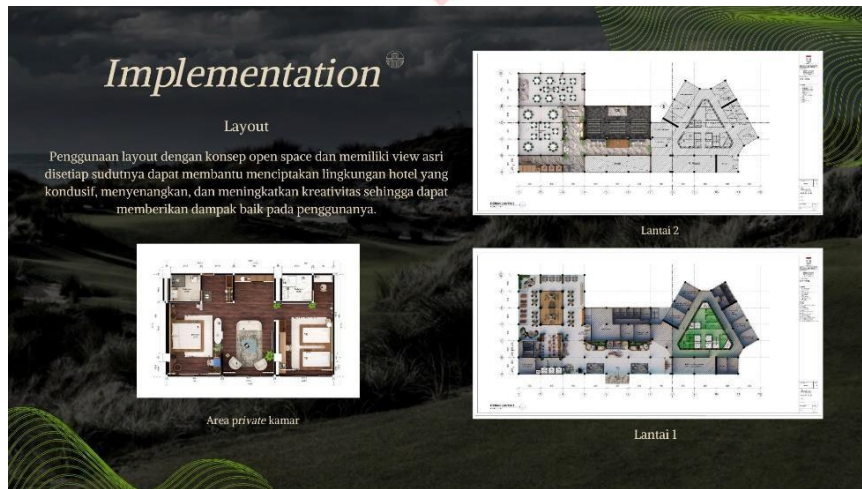 Implementation
Layout
Penggunaan layout dengan konsep open space dan memiliki view asri
disetiap sudutnya dapat membantu menciptakan lingkungan hotel yang
kondusif, menyenangkan, dan meningkatkan kreativitas sehingga dapat
memberikan dampak baik pada penggunanya.
Area private kamar
Lantai 2
Lantai 1